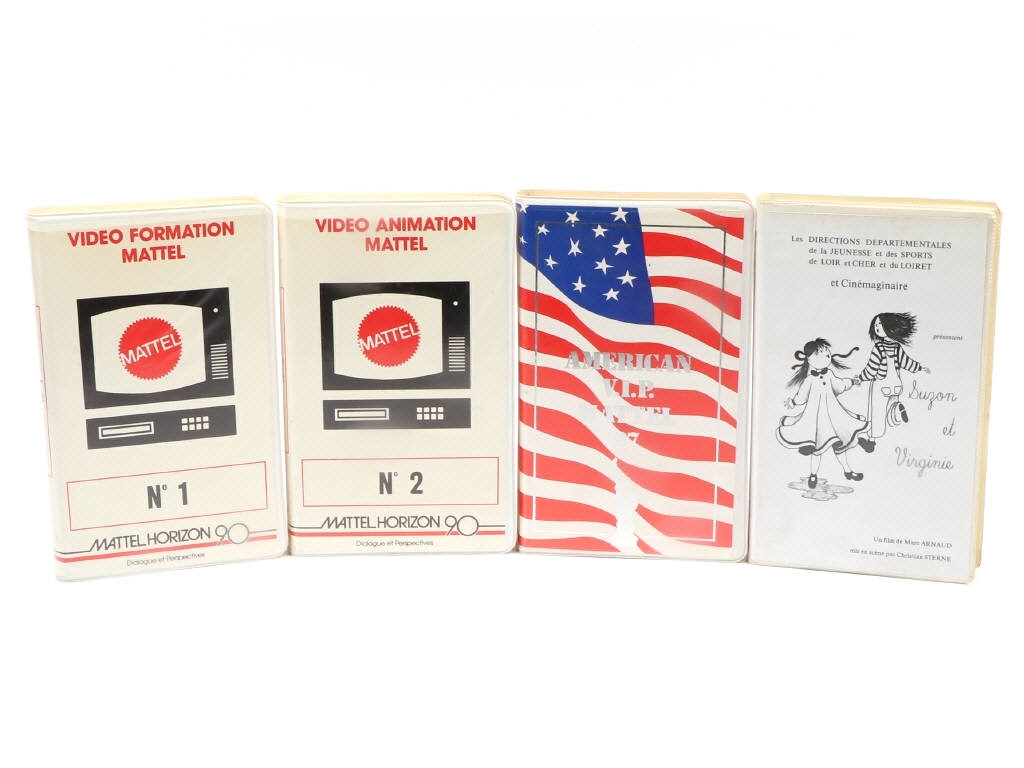 VIDEO FORMATION
MATTEL
MATTEL
N° 1
MATTEL HORIZON 90
Dialogue et Perspectives
VIDEO ANIMATION
MATTEL
MATTEL
N° 2
MATTEL HORIZON 90
Dialogue et Perspectives
AMERICAN
V.I.P.
MATTEL
Les DIRECTIONS DEPARTEMENTALES
de la JEUNESSE et des SPORTS
de LOIR et CHER et du LOIRET
et Cinémaginaire
présentent
Suzon
et
Virginie
Un film de Marc ARNAUD
mis en scène par Christian STERNE